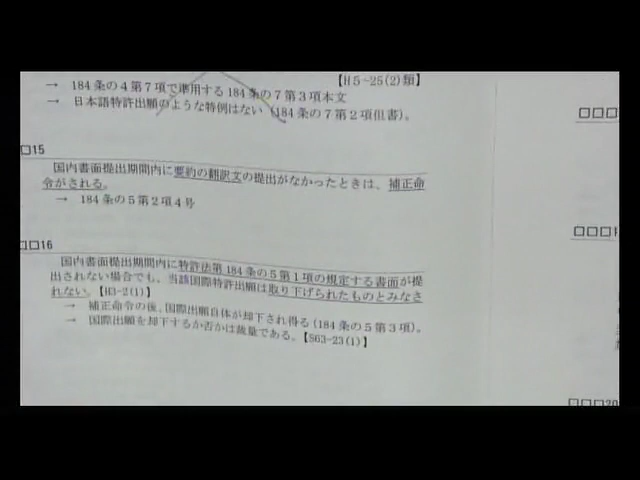 【H5-25(2)類】
→ 184条の4第7項で準用する184条の7第3項本文
→ 日本語特許出願のような特例はない(184条の7第2項但書)。
□□15
国内書面提出期間内に要約の翻訳文の提出がなかったときは、補正命
令がされる。
→ 184条の5第2項4号
□□16
国内書面提出期間内に特許法第184条の5第1項の規定する書面が提
出されない場合でも、当該国際特許出願は取り下げられたものとみなさ
れない。【H3-2(1)】
→ 補正命令の後、国際出願自体が却下され得る(184条の5第3項)。
→ 国際出願を却下するか否かは裁量である。【S63-23(1)】
□□□
□□□1
□□□20